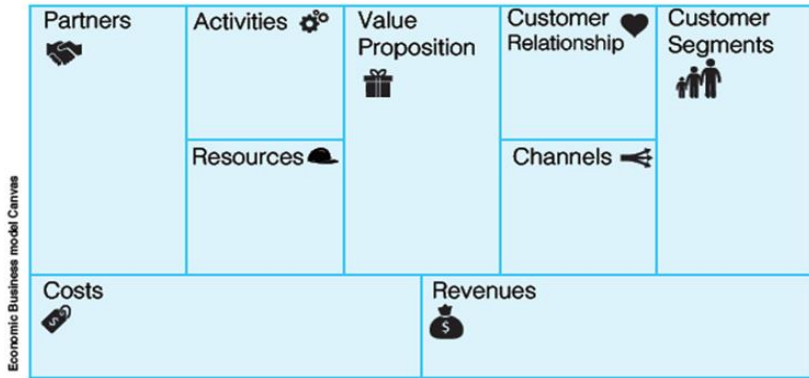 Economic Business model Canvas
Partners
Activities
Resources
Value
Proposition
Customer
Relationship
Channels
Customer
Segments
Costs
$
Revenues
$